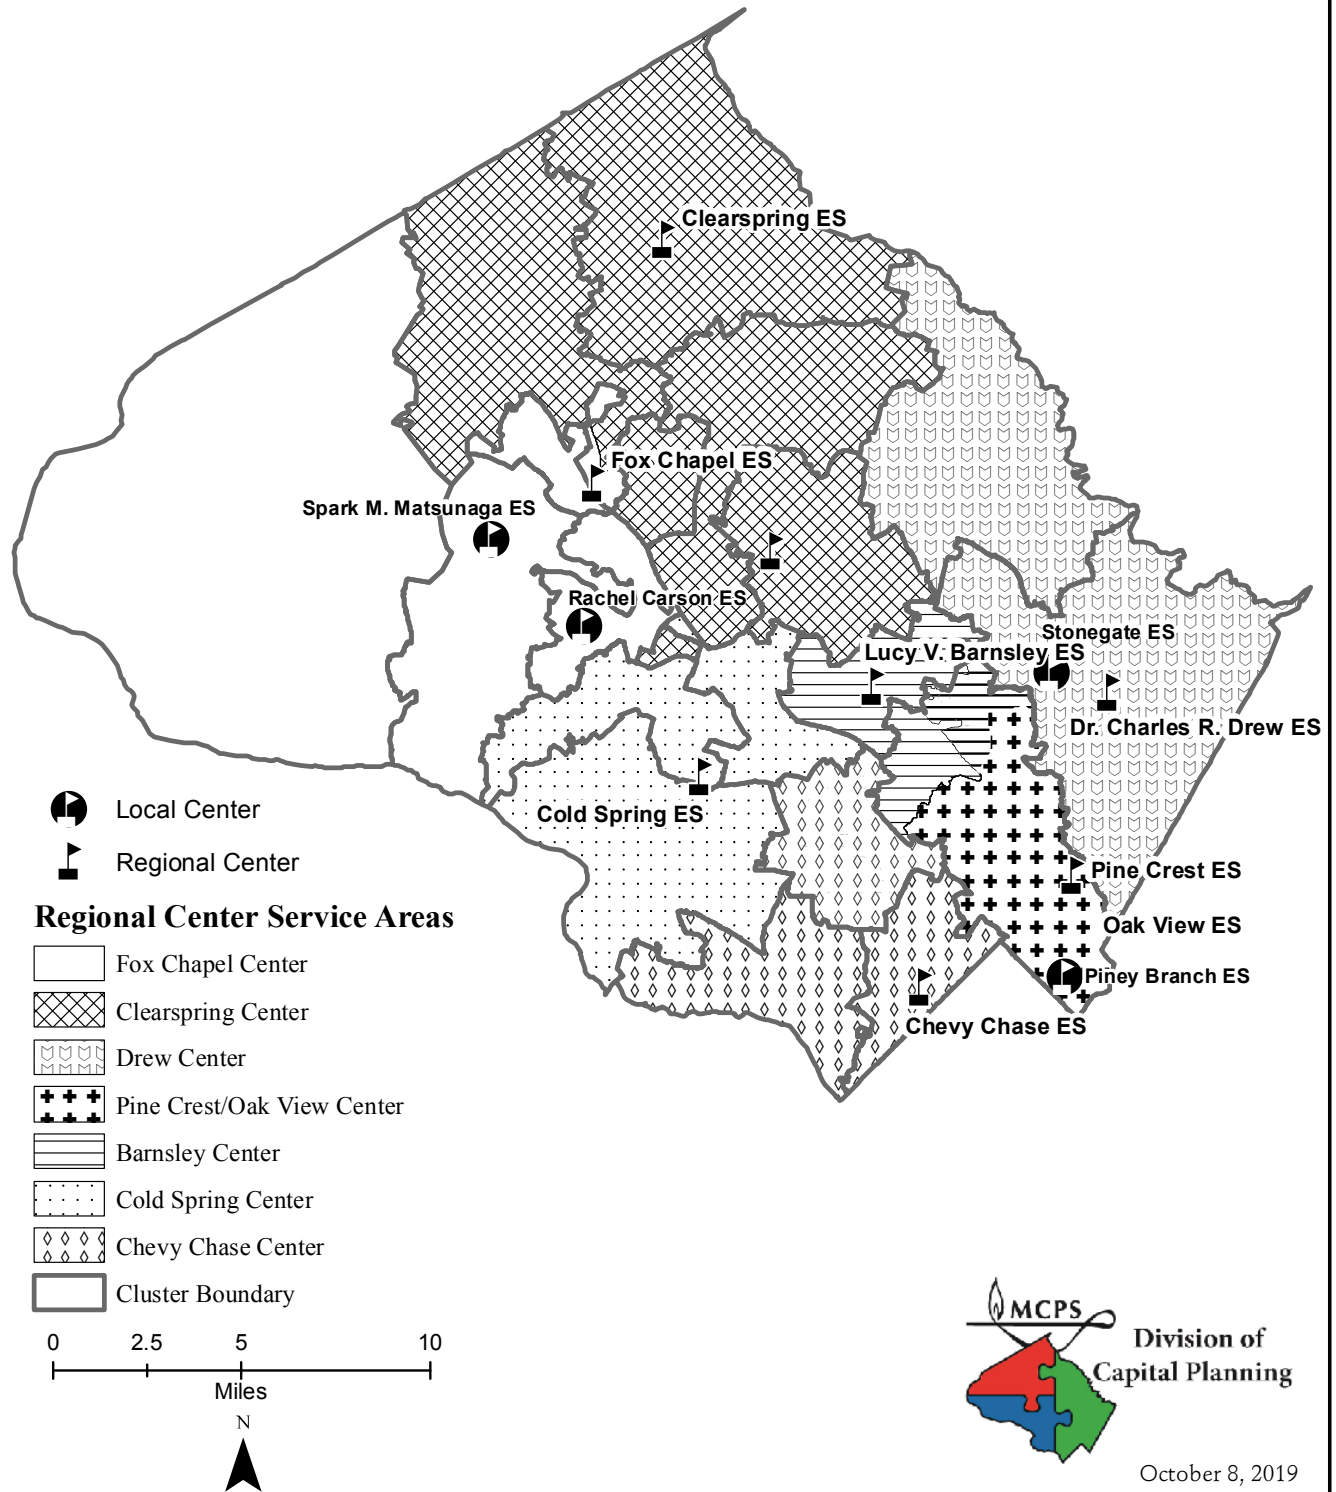 Clearspring ES
Fox Chapel ES
Spark M. Matsunaga ES
Rachel Carson ES
Stonegate ES
Lucy V. Barnsley ES
Dr. Charles R. Drew ES
Cold Spring ES
Pine Crest ES
Oak View ES
Piney Branch ES
Chevy Chase ES
Local Center
Regional Center
Regional Center Service Areas
Fox Chapel Center
Clearspring Center
Drew Center
Pine Crest/Oak View Center
Barnsley Center
Cold Spring Center
Chevy Chase Center
Cluster Boundary
0 2.5 5 10
Miles
N
MCPS
Division of
Capital Planning
October 8, 2019